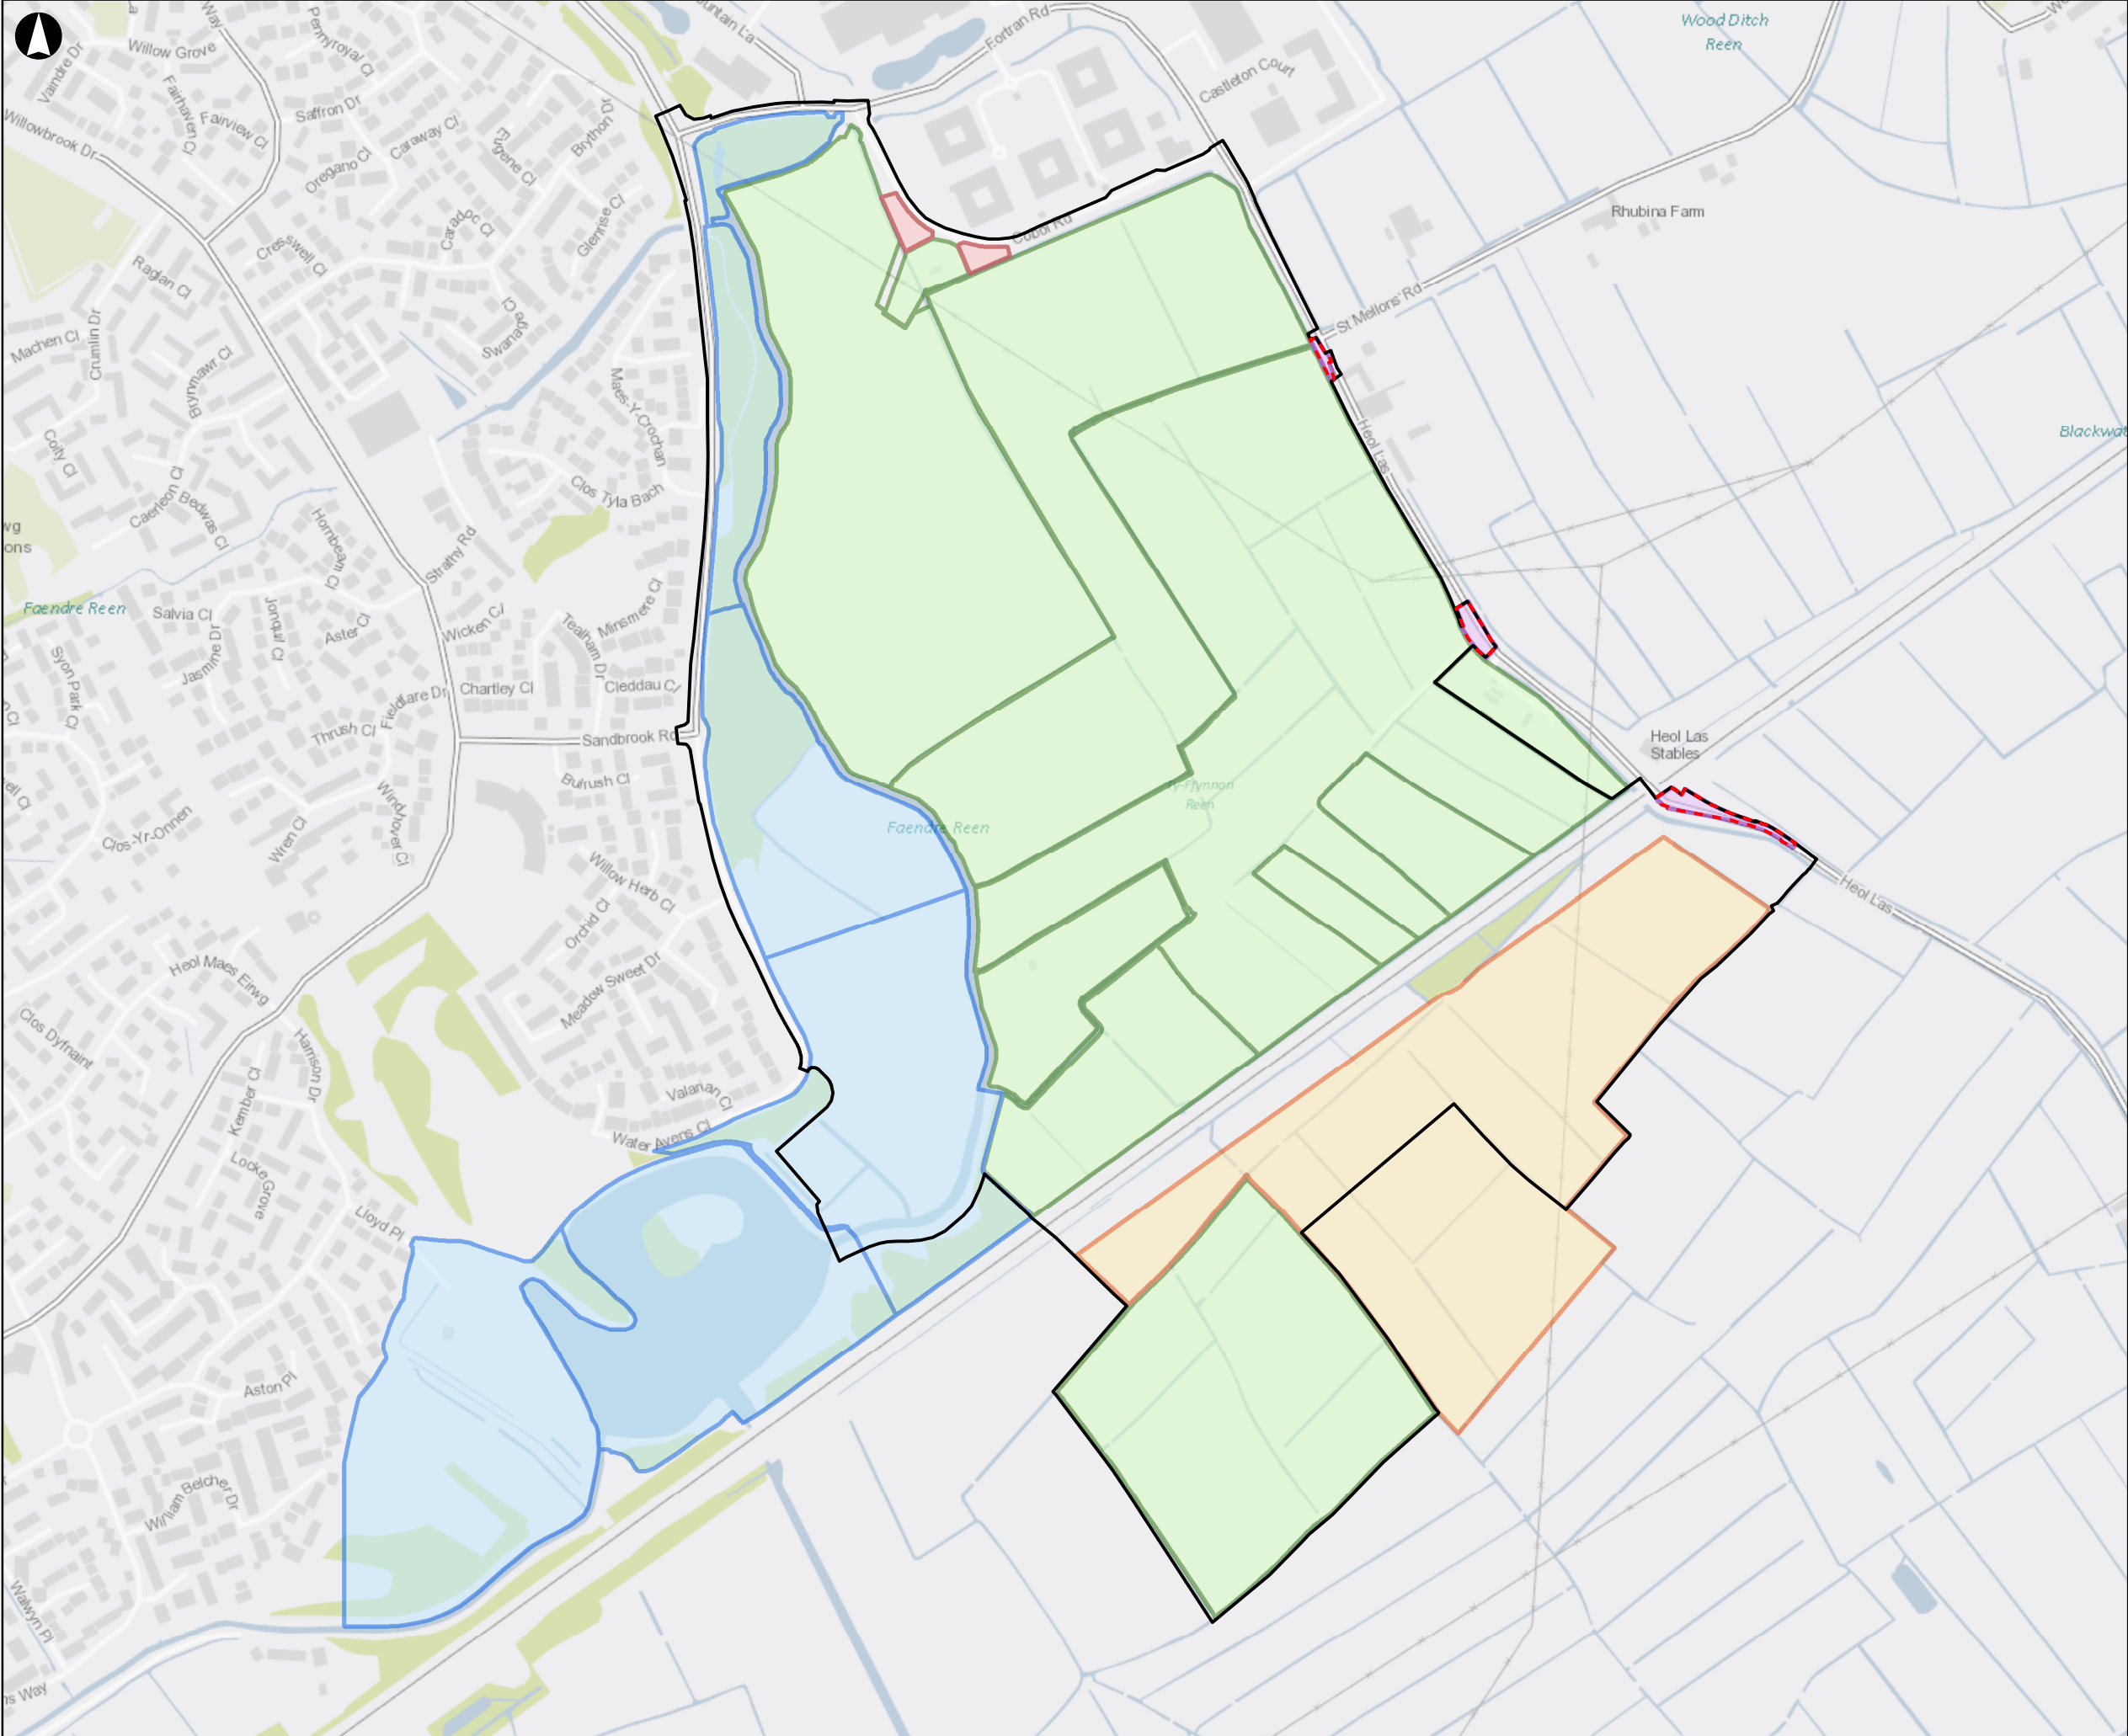 Wood Ditch
Reen
Fortran Rd
Castleton Court
Willow Grove
Pennyroyal Cl
Vaindre Dr
Fairhaven Cl
Saffron Dr
Fairview Cl
Willowbrook Dr
Caraway Cl
Eugene Cl
Brython Dr
Oregano Cl
Rhubina Farm
Caradoc Cl
Glenrise Cl
Cobol Rd
Cresswell Cl
Raglan Cl
St Mellons Rd
Swanage Cl
Machen Cl
Crumlin Dr
Brynmawr Cl
Maes-Y-Crochan
Heol Las
Coity Cl
Clos Tyla Bach
Caerleon Cl
Bedwas Cl
Hornbeam Cl
Strathy Rd
Faendre Reen
Salvia Cl
Jonquil Cl
Aster Cl
Wicken Cl
Tealham Dr
Minsmere Cl
Jasmine Dr
Syon Park Cl
Fieldfare Dr
Chartley Cl
Cleddau Cl
Thrush Cl
Sandbrook Rd
Heol Las
Stables
Bulrush Cl
Ty-Ffynnon
Reen
Windhover Cl
Clos-Yr-Onnen
Wren Cl
Faendre Reen
Willow Herb Cl
Heol Las
Orchid Cl
Heol Maes Eirwg
Meadow Sweet Dr
Clos Dyfnaint
Harrison Dr
Kember Cl
Valarian Cl
Water Avens Cl
Locke Grove
Lloyd Pl
Aston Pl
William Belcher Dr
Walwyn Pl